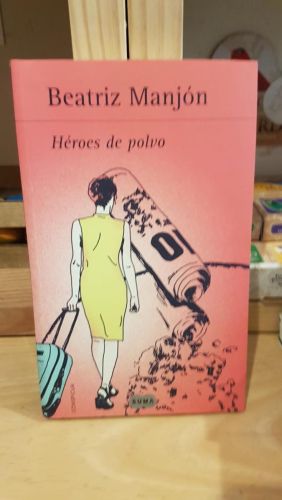 Beatriz Manjón
Héroes de polvo
SUMA